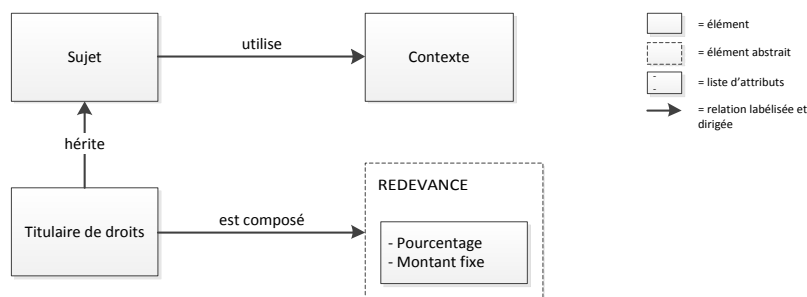 Sujet
utilise
Contexte
hérite
Titulaire de droits
est composé
REDEVANCE
- Pourcentage
- Montant fixe
= élément
= élément abstrait
- 
- = liste d'attributs
= relation labélisée et
dirigée